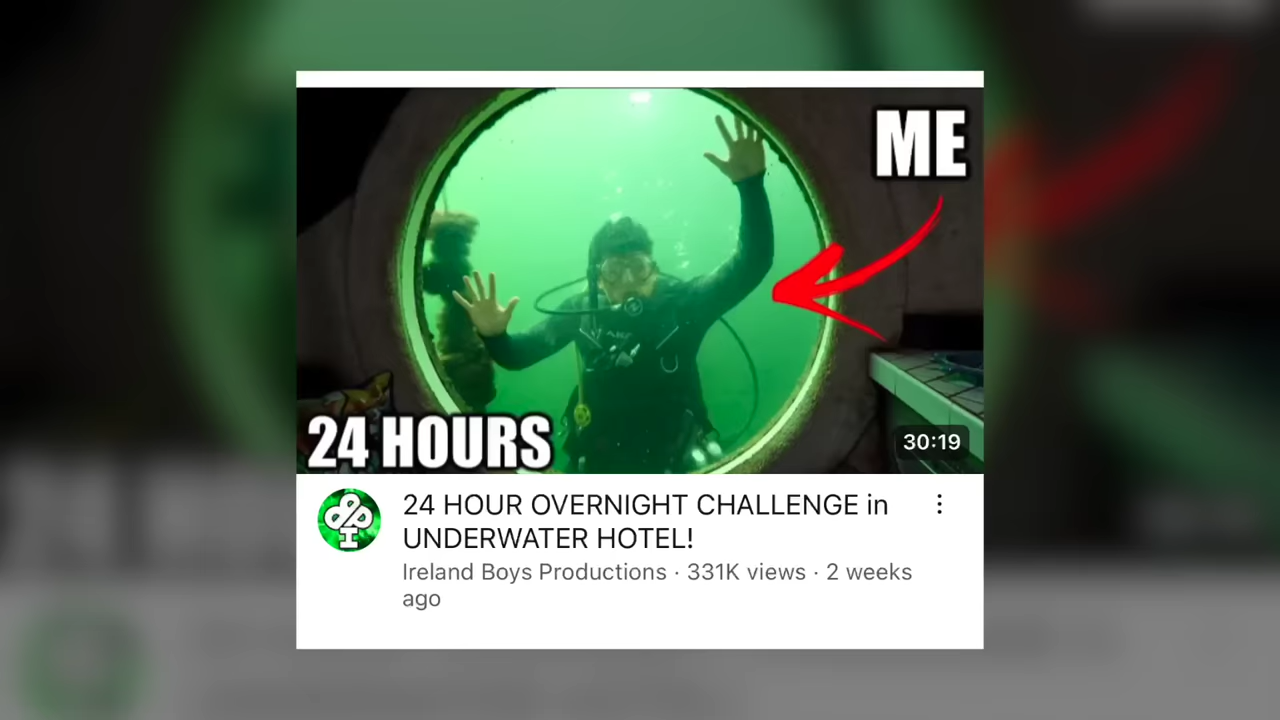 ME
24 HOURS
30:19
24 HOUR OVERNIGHT CHALLENGE in
UNDERWATER HOTEL!
Ireland Boys Productions · 331K views · 2 weeks
ago